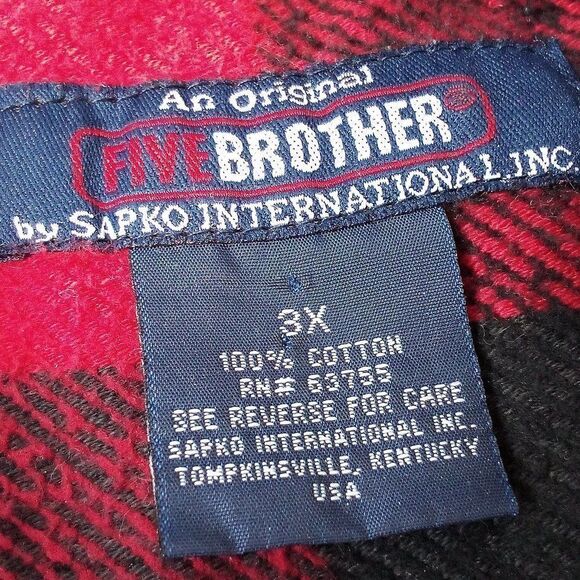 An Original
FIVEBROTHER®
by SAPKO INTERNATIONAL,INC.
3X
100% COTTON
RN# 63755
SEE REVERSE FOR CARE
SAPKO INTERNATIONAL INC.
TOMPKINSVILLE, KENTUCKY
USA